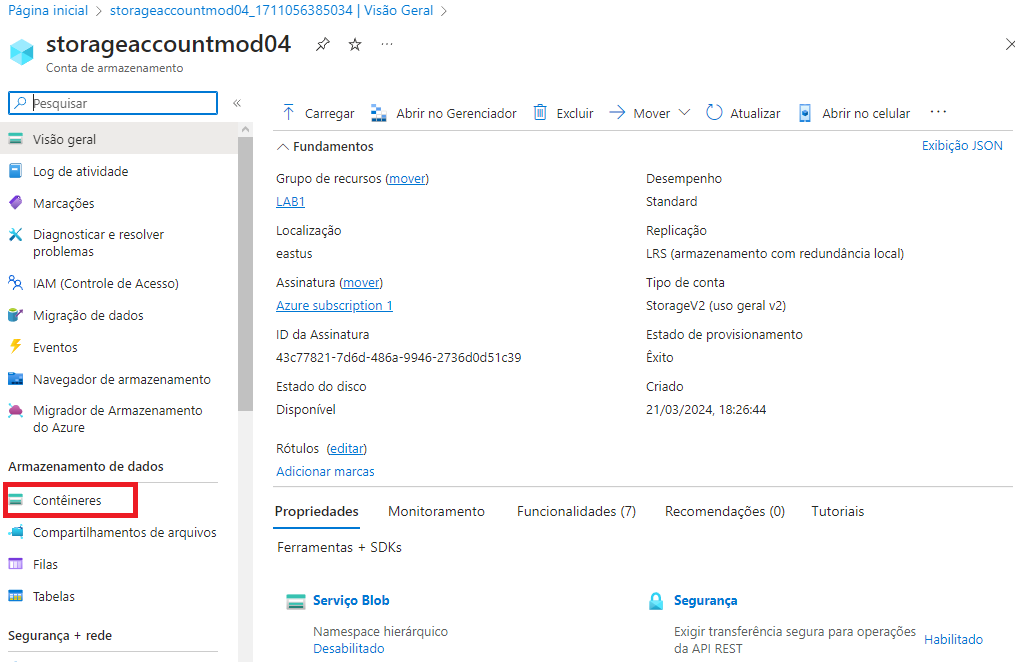 Página inicial > storageaccountmod04_1711056385034 | Visão Geral >
storageaccountmod04
Conta de armazenamento
Pesquisar
Visão geral
Log de atividade
Marcações
Diagnosticar e resolver
problemas
IAM (Controle de Acesso)
Migração de dados
Eventos
Navegador de armazenamento
Migrador de Armazenamento
do Azure
Armazenamento de dados
Contêineres
Compartilhamentos de arquivos
Filas
Tabelas
Segurança + rede
Carregar Abrir no Gerenciador Excluir Mover Atualizar Abrir no celular ...
Fundamentos Exibição JSON
Grupo de recursos (mover)
LAB1
Localização
eastus
Assinatura (mover)
Azure subscription 1
ID da Assinatura
43c77821-7d6d-486a-9946-2736d0d51c39
Estado do disco
Disponível
Desempenho
Standard
Replicação
LRS (armazenamento com redundância local)
Tipo de conta
StorageV2 (uso geral v2)
Estado de provisionamento
Êxito
Criado
21/03/2024, 18:26:44
Rótulos (editar)
Adicionar marcas
Propriedades Monitoramento Funcionalidades (7) Recomendações (0) Tutoriais
Ferramentas + SDKs
Serviço Blob
Namespace hierárquico
Desabilitado
Segurança
Exigir transferência segura para operações
da API REST
Habilitado